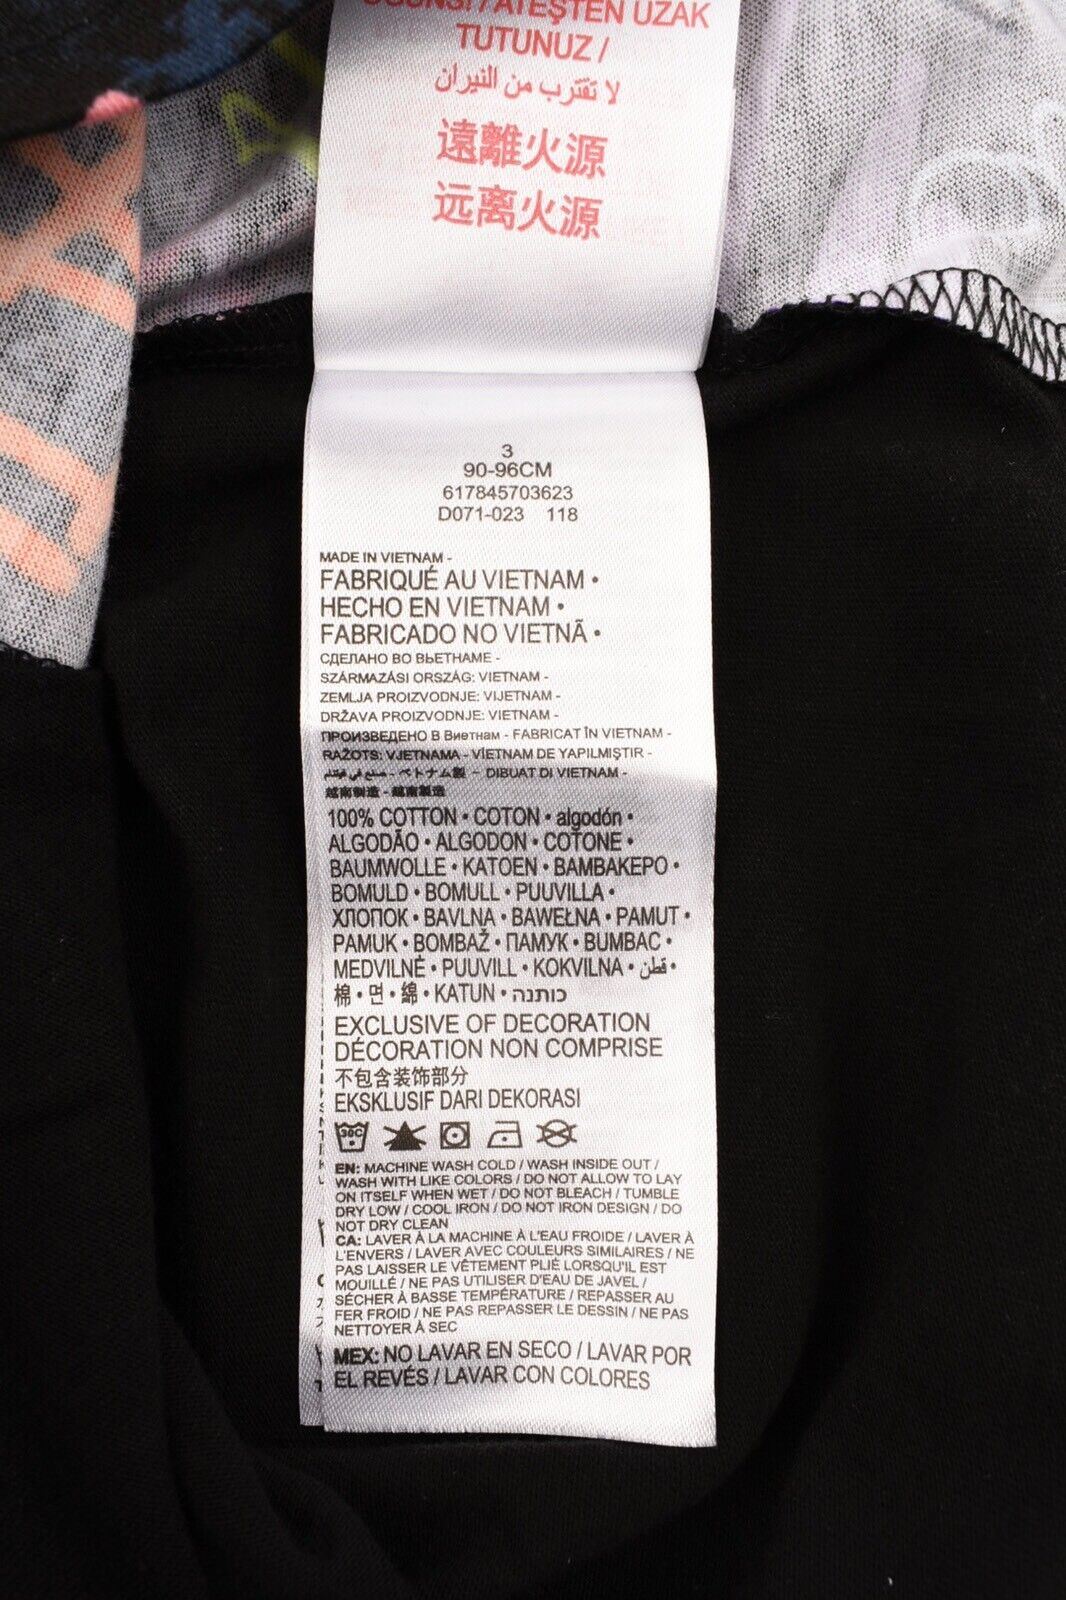 / ATEŞTEN UZAK
TUTUNUZ /
لا تقترب من النيران
遠離火源
远离火源
3
90-96CM
617845703623
D071-023 118
MADE IN VIETNAM -
FABRIQUÉ AU VIETNAM •
HECHO EN VIETNAM •
FABRICADO NO VIETNÃ •
СДЕЛАНО ВО ВЬЕТНАМЕ -
SZÁRMAZÁSI ORSZÁG: VIETNAM -
ZEMLJA PROIZVODNJE: VIJETNAM -
DRŽAVA PROIZVODNJE: VIETNAM -
ПРОИЗВЕДЕНО В Виетнам - FABRICAT ÎN VIETNAM -
RAŽOTS: VJETNAMA - VİETNAM DE YAPILMIŞTIR -
صنع في فيتنام - ベトナム製 - DIBUAT DI VIETNAM -
越南制造 - 越南製造
100% COTTON • COTON • algodón •
ALGODÃO • ALGODON • COTONE •
BAUMWOLLE • KATOEN • ΒΑΜΒΑΚΕΡΟ •
BOMULD • BOMULL • PUUVILLA •
ХЛОПОК • BAVLNA • BAWEŁNA • PAMUT •
PAMUK • BOMBAŽ • ПАМУК • BUMBAC •
MEDVILNĖ • PUUVILL • KOKVILNA • قطن •
棉 • 면 • 綿 • KATUN • כותנה
EXCLUSIVE OF DECORATION
DÉCORATION NON COMPRISE
不包含装饰部分
EKSKLUSIF DARI DEKORASI
30C
EN: MACHINE WASH COLD / WASH INSIDE OUT /
WASH WITH LIKE COLORS / DO NOT ALLOW TO LAY
ON ITSELF WHEN WET / DO NOT BLEACH / TUMBLE
DRY LOW / COOL IRON / DO NOT IRON DESIGN / DO
NOT DRY CLEAN
CA: LAVER À LA MACHINE À L'EAU FROIDE / LAVER À
L'ENVERS / LAVER AVEC COULEURS SIMILAIRES / NE
PAS LAISSER LE VÊTEMENT PLIÉ LORSQU'IL EST
MOUILLÉ / NE PAS UTILISER D'EAU DE JAVEL /
SÉCHER À BASSE TEMPÉRATURE / REPASSER AU
FER FROID / NE PAS REPASSER LE DESSIN / NE PAS
NETTOYER À SEC
MEX: NO LAVAR EN SECO / LAVAR POR
EL REVÉS / LAVAR CON COLORES